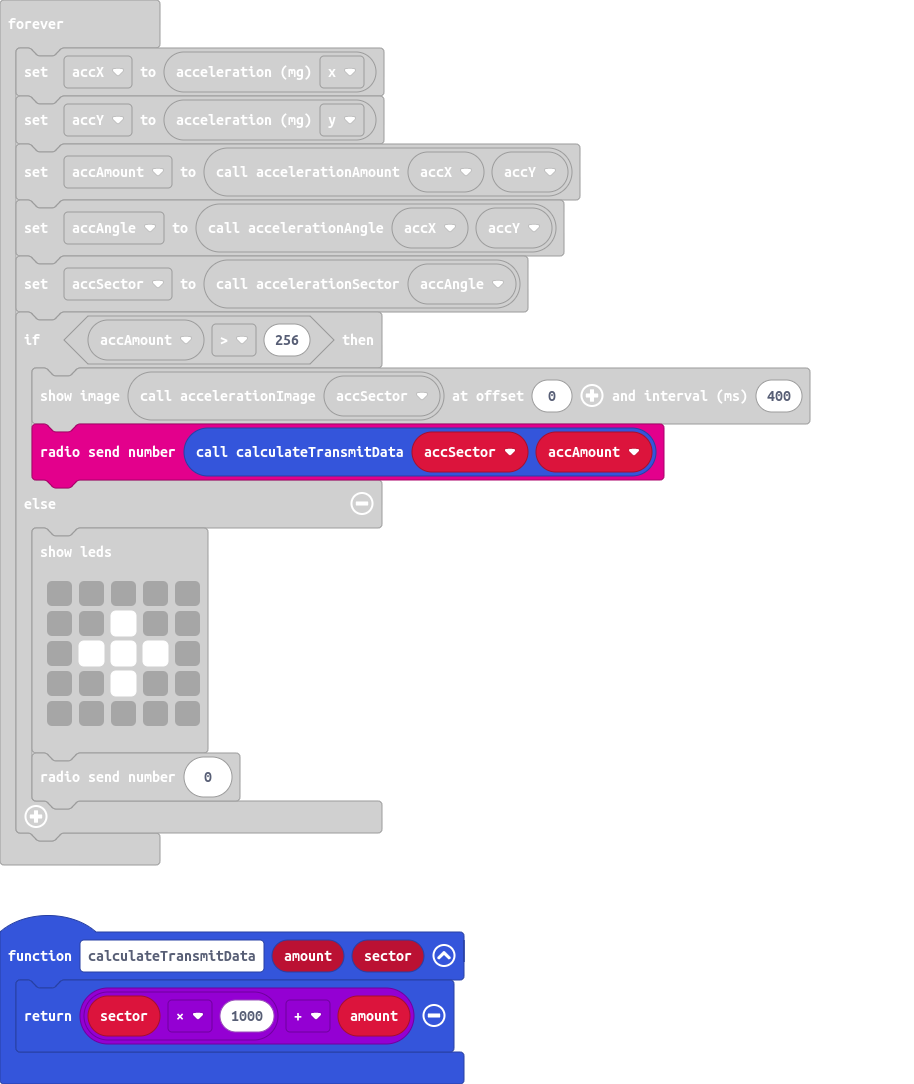 forever
set accX to acceleration (mg) x
set accY to acceleration (mg) y
set accAmount to call accelerationAmount accX accY
set accAngle to call accelerationAngle accX accY
set accSector to call accelerationSector accAngle
if accAmount > 256 then
show image call accelerationImage accSector at offset 0 and interval (ms) 400
radio send number call calculateTransmitData accSector accAmount
else
show leds
radio send number 0
function calculateTransmitData amount sector
return sector × 1000 + amount